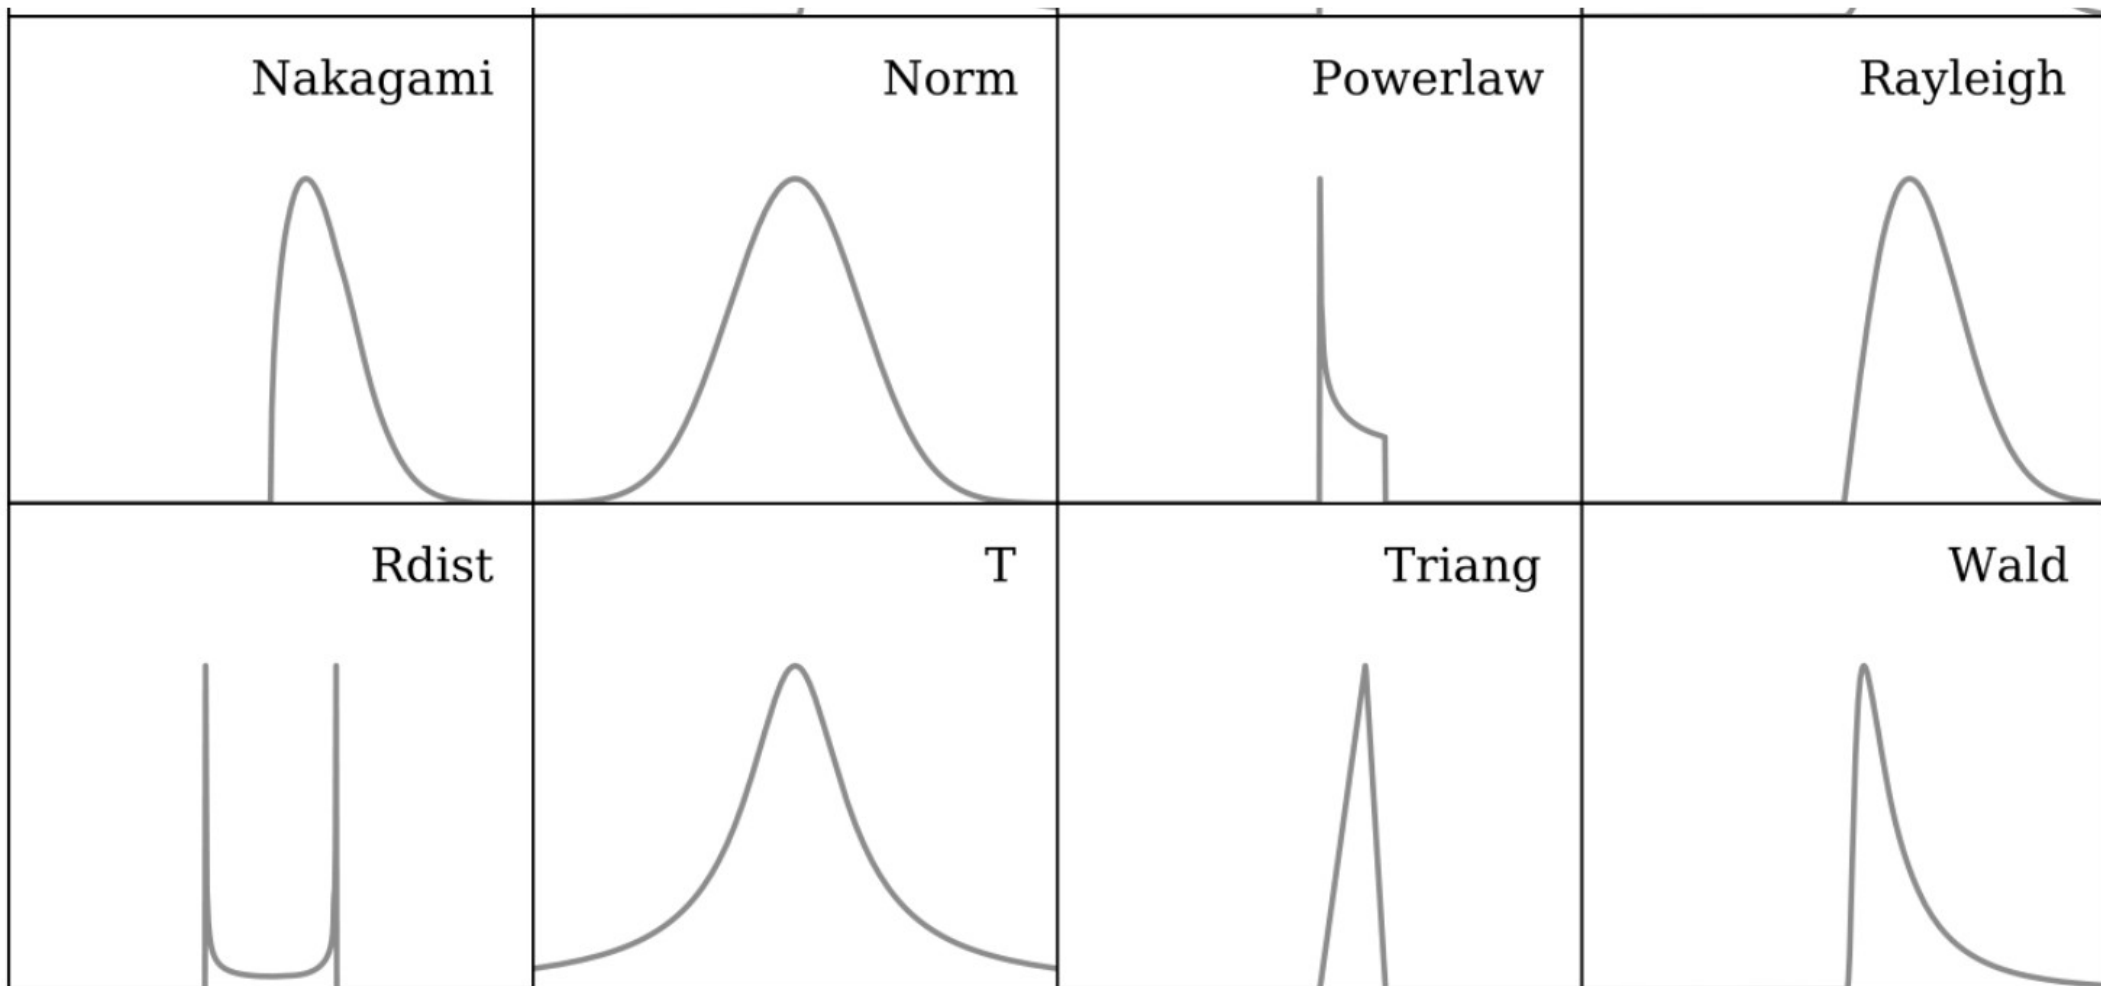 Nakagami
Norm
Powerlaw
Rayleigh
Rdist
T
Triang
Wald